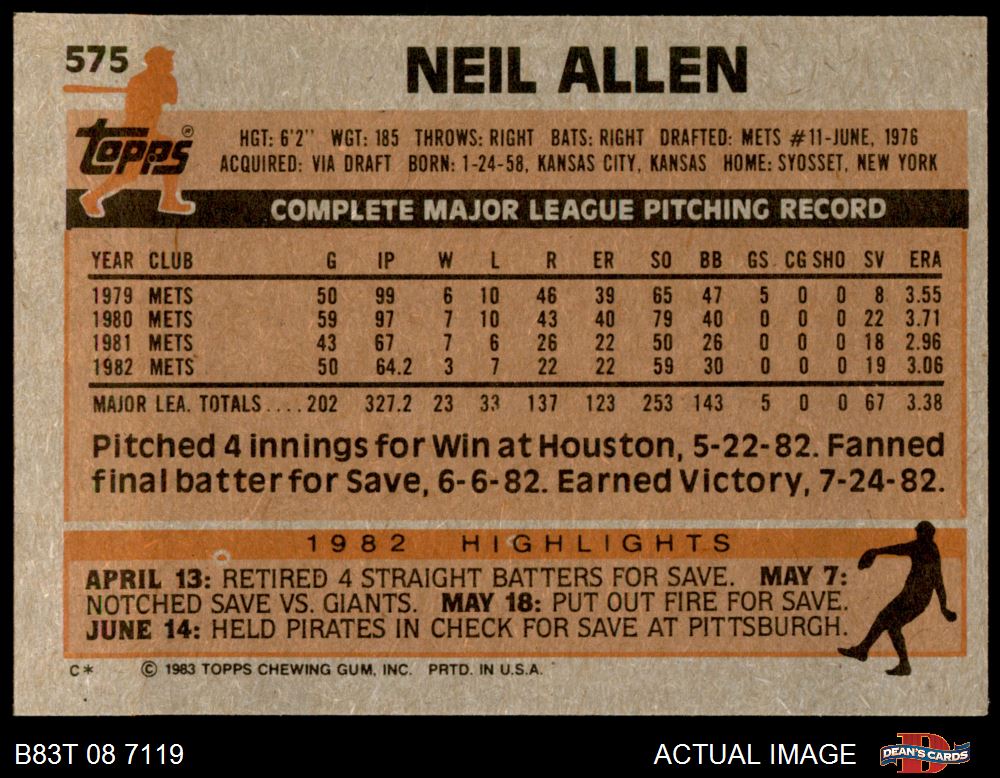 575
NEIL ALLEN
Topps®
HGT: 6'2" WGT: 185 THROWS: RIGHT BATS: RIGHT DRAFTED: METS #11-JUNE, 1976
ACQUIRED: VIA DRAFT BORN: 1-24-58, KANSAS CITY, KANSAS HOME: SYOSSET, NEW YORK
COMPLETE MAJOR LEAGUE PITCHING RECORD
YEAR CLUB G IP W L R ER SO BB GS CG SHO SV ERA
1979 METS 50 99 6 10 46 39 65 47 5 0 0 8 3.55
1980 METS 59 97 7 10 43 40 79 40 0 0 0 22 3.71
1981 METS 43 67 7 6 26 22 50 26 0 0 0 18 2.96
1982 METS 50 64.2 3 7 22 22 59 30 0 0 0 19 3.06
MAJOR LEA. TOTALS....202 327.2 23 33 137 123 253 143 5 0 0 67 3.38
Pitched 4 innings for Win at Houston, 5-22-82. Fanned
final batter for Save, 6-6-82. Earned Victory, 7-24-82.
1982 HIGHLIGHTS
APRIL 13: RETIRED 4 STRAIGHT BATTERS FOR SAVE. MAY 7:
NOTCHED SAVE VS. GIANTS. MAY 18: PUT OUT FIRE FOR SAVE.
JUNE 14: HELD PIRATES IN CHECK FOR SAVE AT PITTSBURGH.
C* © 1983 TOPPS CHEWING GUM, INC. PRTD. IN U.S.A.
B83T 08 7119 ACTUAL IMAGE DEAN'S CARDS